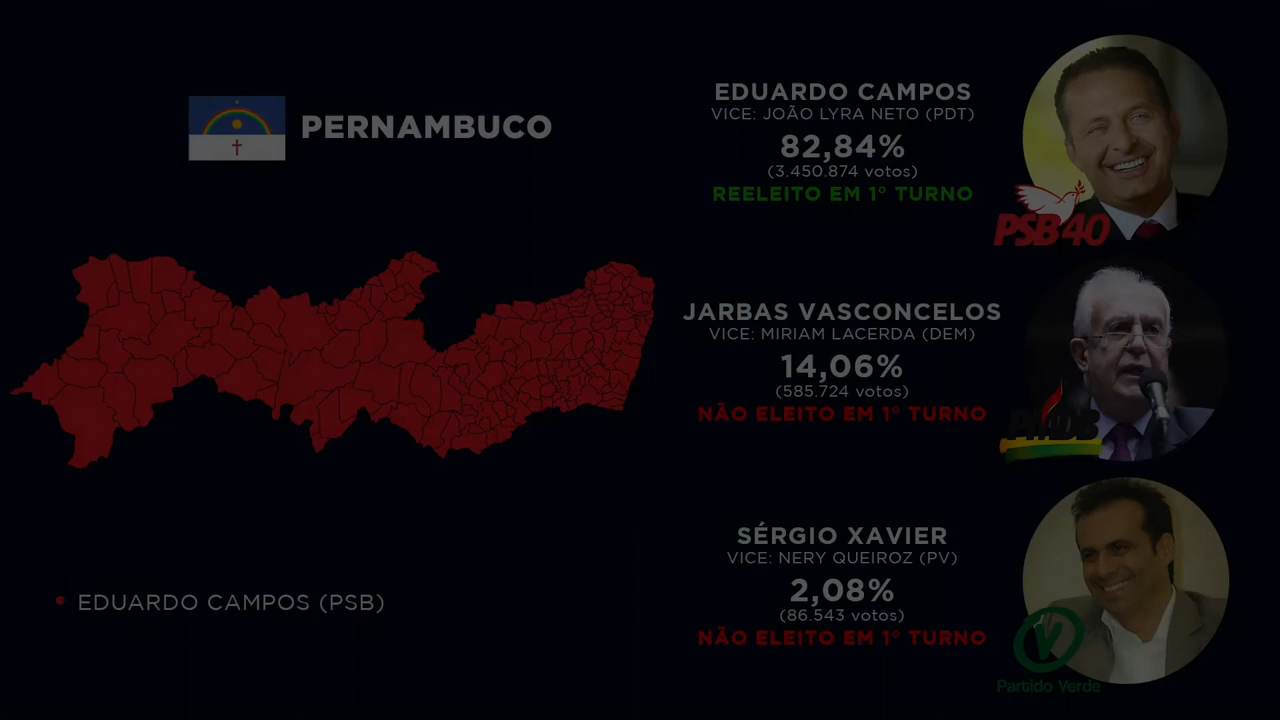 PERNAMBUCO
EDUARDO CAMPOS (PSB)
EDUARDO CAMPOS
VICE: JOÃO LYRA NETO (PDT)
82,84%
(3.450.874 votos)
REELEITO EM 1º TURNO
PSB 40
JARBAS VASCONCELOS
VICE: MIRIAM LACERDA (DEM)
14,06%
(585.724 votos)
NÃO ELEITO EM 1º TURNO
PMDB
SÉRGIO XAVIER
VICE: NERY QUEIROZ (PV)
2,08%
(86.543 votos)
NÃO ELEITO EM 1º TURNO
V
Partido Verde